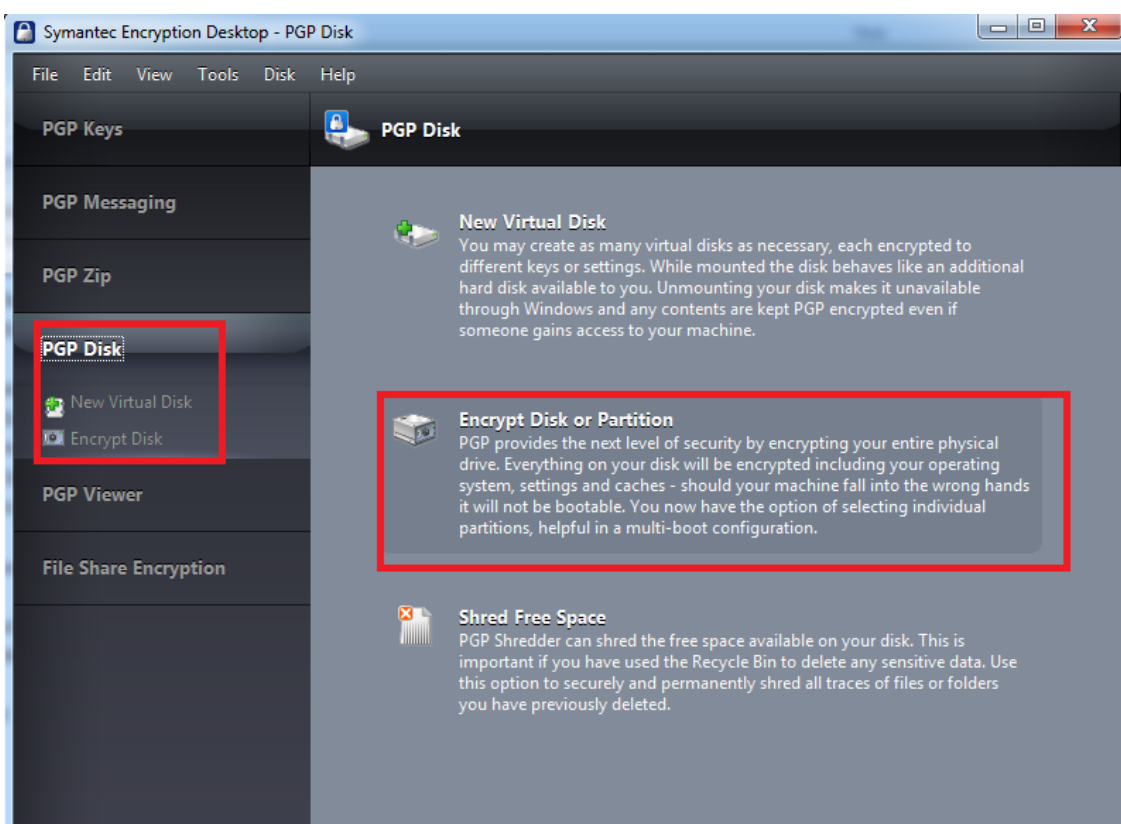 Symantec Encryption Desktop - PGP Disk
File Edit View Tools Disk Help
PGP Keys
PGP Messaging
PGP Zip
PGP Disk
New Virtual Disk
Encrypt Disk
PGP Viewer
File Share Encryption
PGP Disk
New Virtual Disk
You may create as many virtual disks as necessary, each encrypted to
different keys or settings. While mounted the disk behaves like an additional
hard disk available to you. Unmounting your disk makes it unavailable
through Windows and any contents are kept PGP encrypted even if
someone gains access to your machine.
Encrypt Disk or Partition
PGP provides the next level of security by encrypting your entire physical
drive. Everything on your disk will be encrypted including your operating
system, settings and caches - should your machine fall into the wrong hands
it will not be bootable. You now have the option of selecting individual
partitions, helpful in a multi-boot configuration.
Shred Free Space
PGP Shredder can shred the free space available on your disk. This is
important if you have used the Recycle Bin to delete any sensitive data. Use
this option to securely and permanently shred all traces of files or folders
you have previously deleted.